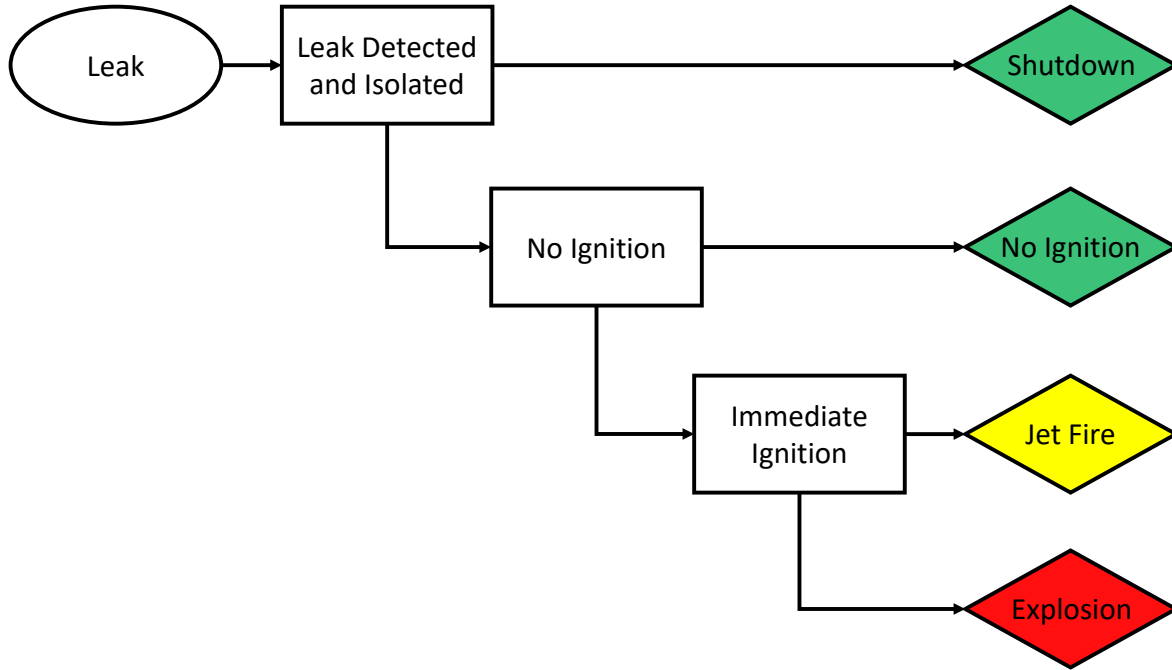 Leak
Leak Detected
and Isolated
Shutdown
No Ignition
No Ignition
Immediate
Ignition
Jet Fire
Explosion